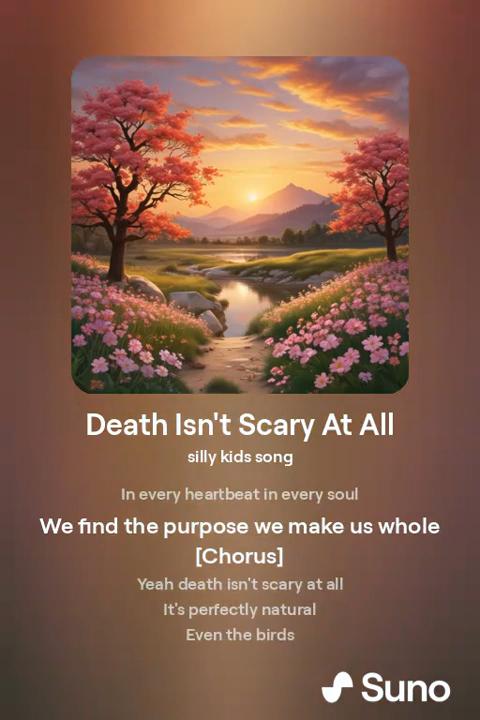 Death Isn't Scary At All
silly kids song
In every heartbeat in every soul
We find the purpose we make us whole
[Chorus]
Yeah death isn't scary at all
It's perfectly natural
Even the birds
Suno